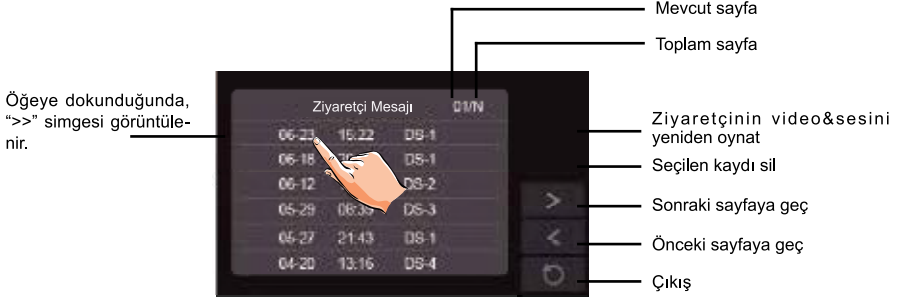 Mevcut sayfa
Toplam sayfa
Öğeye dokunduğunda,
“>>” simgesi görüntüle-
nir.
Ziyaretçi Mesajı 01/N
06-23 15:22 DS-1
06-18 DS-1
06-12 DS-2
05-29 08:39 DS-3
05-27 21:43 DS-1
04-20 13:16 DS-4
Ziyaretçinin video&sesini
yeniden oynat
Seçilen kaydı sil
>
Sonraki sayfaya geç
<
Önceki sayfaya geç
Çıkış